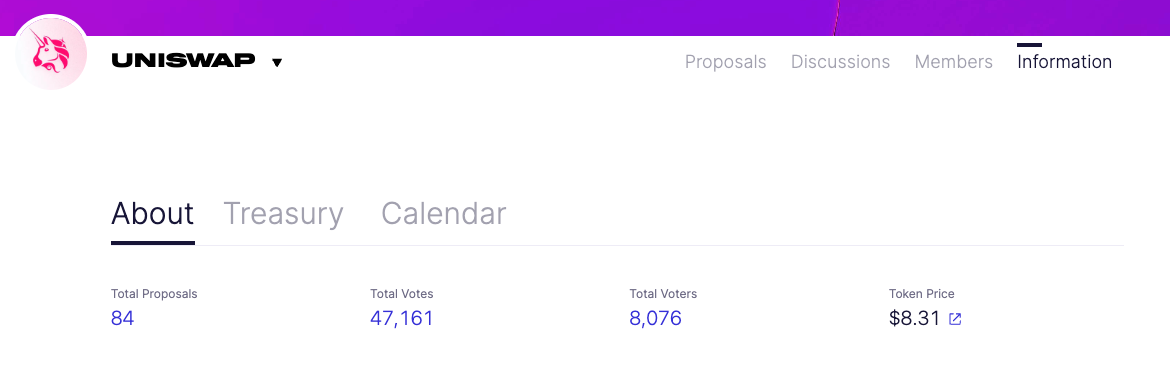 UNISWAP ▼
Proposals Discussions Members Information
About Treasury Calendar
Total Proposals Total Votes Total Voters Token Price
84 47,161 8,076 $8.31